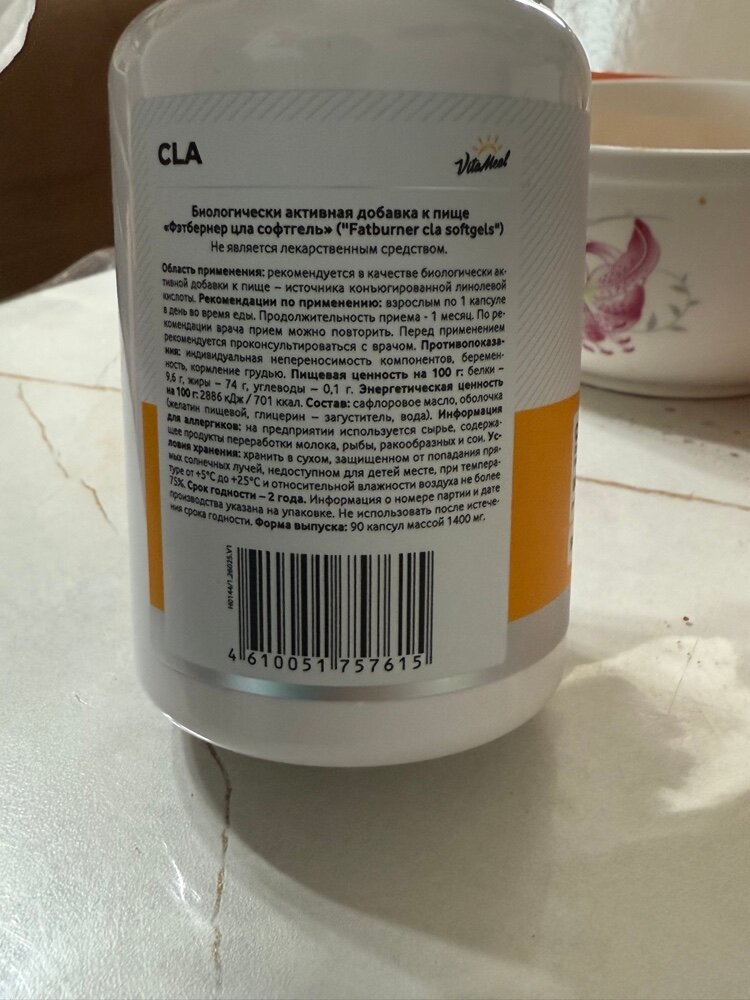 CLA
VitaMeal
Биологически активная добавка к пище
«Фэтбернер цла софтгель» ("Fatburner cla softgels")
Не является лекарственным средством.
Область применения: рекомендуется в качестве биологически ак-
тивной добавки к пище – источника конъюгированной линолевой
кислоты. Рекомендации по применению: взрослым по 1 капсуле
в день во время еды. Продолжительность приема - 1 месяц. По ре-
комендации врача прием можно повторить. Перед применением
рекомендуется проконсультироваться с врачом. Противопоказа-
ния: индивидуальная непереносимость компонентов, беремен-
ность, кормление грудью. Пищевая ценность на 100 г: белки –
9,6 г, жиры – 74 г, углеводы – 0,1 г. Энергетическая ценность
на 100 г: 2886 кДж / 701 ккал. Состав: сафлоровое масло, оболочка
(желатин пищевой, глицерин – загуститель, вода). Информация
для аллергиков: на предприятии используется сырье, содержа-
щее продукты переработки молока, рыбы, ракообразных и сои. Ус-
ловия хранения: хранить в сухом, защищенном от попадания пря-
мых солнечных лучей, недоступном для детей месте, при темпера-
туре от +5°С до +25°С и относительной влажности воздуха не более
75%. Срок годности – 2 года. Информация о номере партии и дате
производства указана на упаковке. Не использовать после истече-
ния срока годности. Форма выпуска: 90 капсул массой 1400 мг.
H0144/1.26025.V1
4 610051 757615